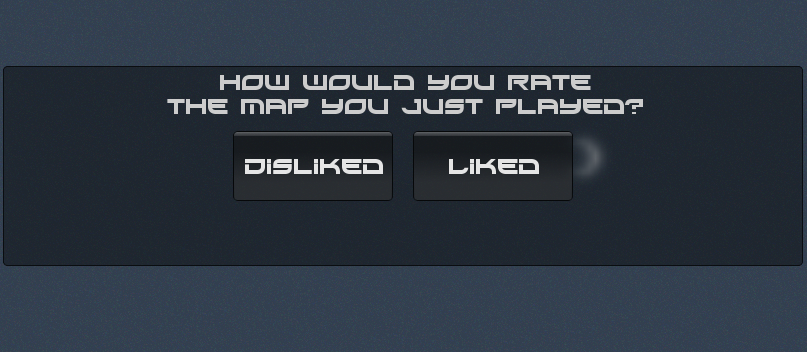 HOW WOULD YOU RATE
THE MAP YOU JUST PLAYED?
DISLIKED
LIKED